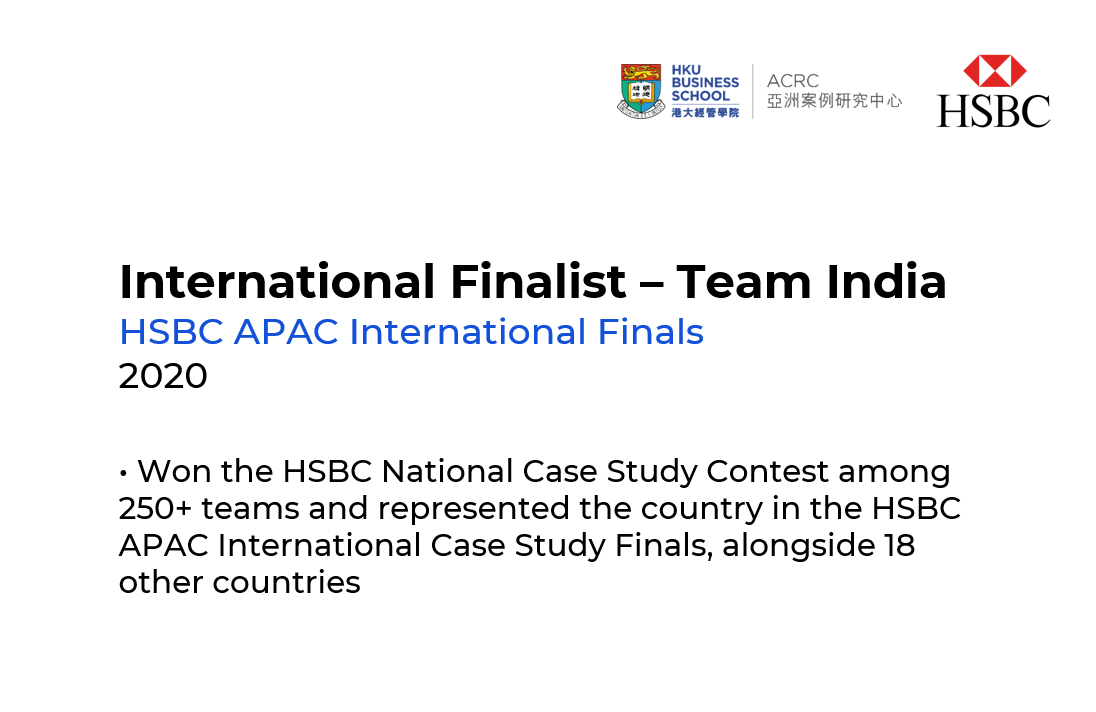 HKU
BUSINESS
SCHOOL
港大經管學院
ACRC
亞洲案例研究中心
HSBC
International Finalist – Team India
HSBC APAC International Finals
2020
• Won the HSBC National Case Study Contest among
250+ teams and represented the country in the HSBC
APAC International Case Study Finals, alongside 18
other countries